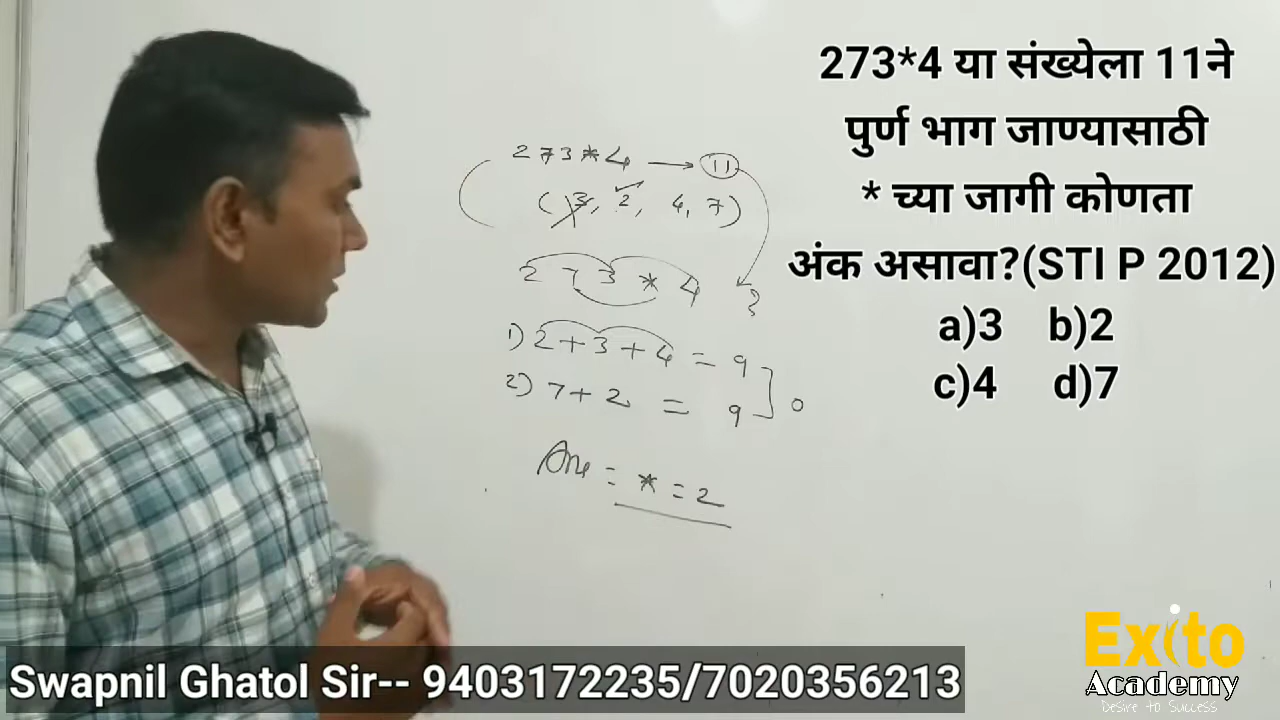 273*4 या संख्येला 11ने
पुर्ण भाग जाण्यासाठी
* च्या जागी कोणता
अंक असावा?(STI P 2012)
a)3 b)2
c)4 d)7
273*4 → 11
(3, 2, 4, 7)
2 7 3 * 4 ?
1) 2+3+4 = 9
2) 7+2 = 9 ] 0
Ans = * = 2
Swapnil Ghatol Sir-- 9403172235/7020356213
Exito
Academy
Desire to Success